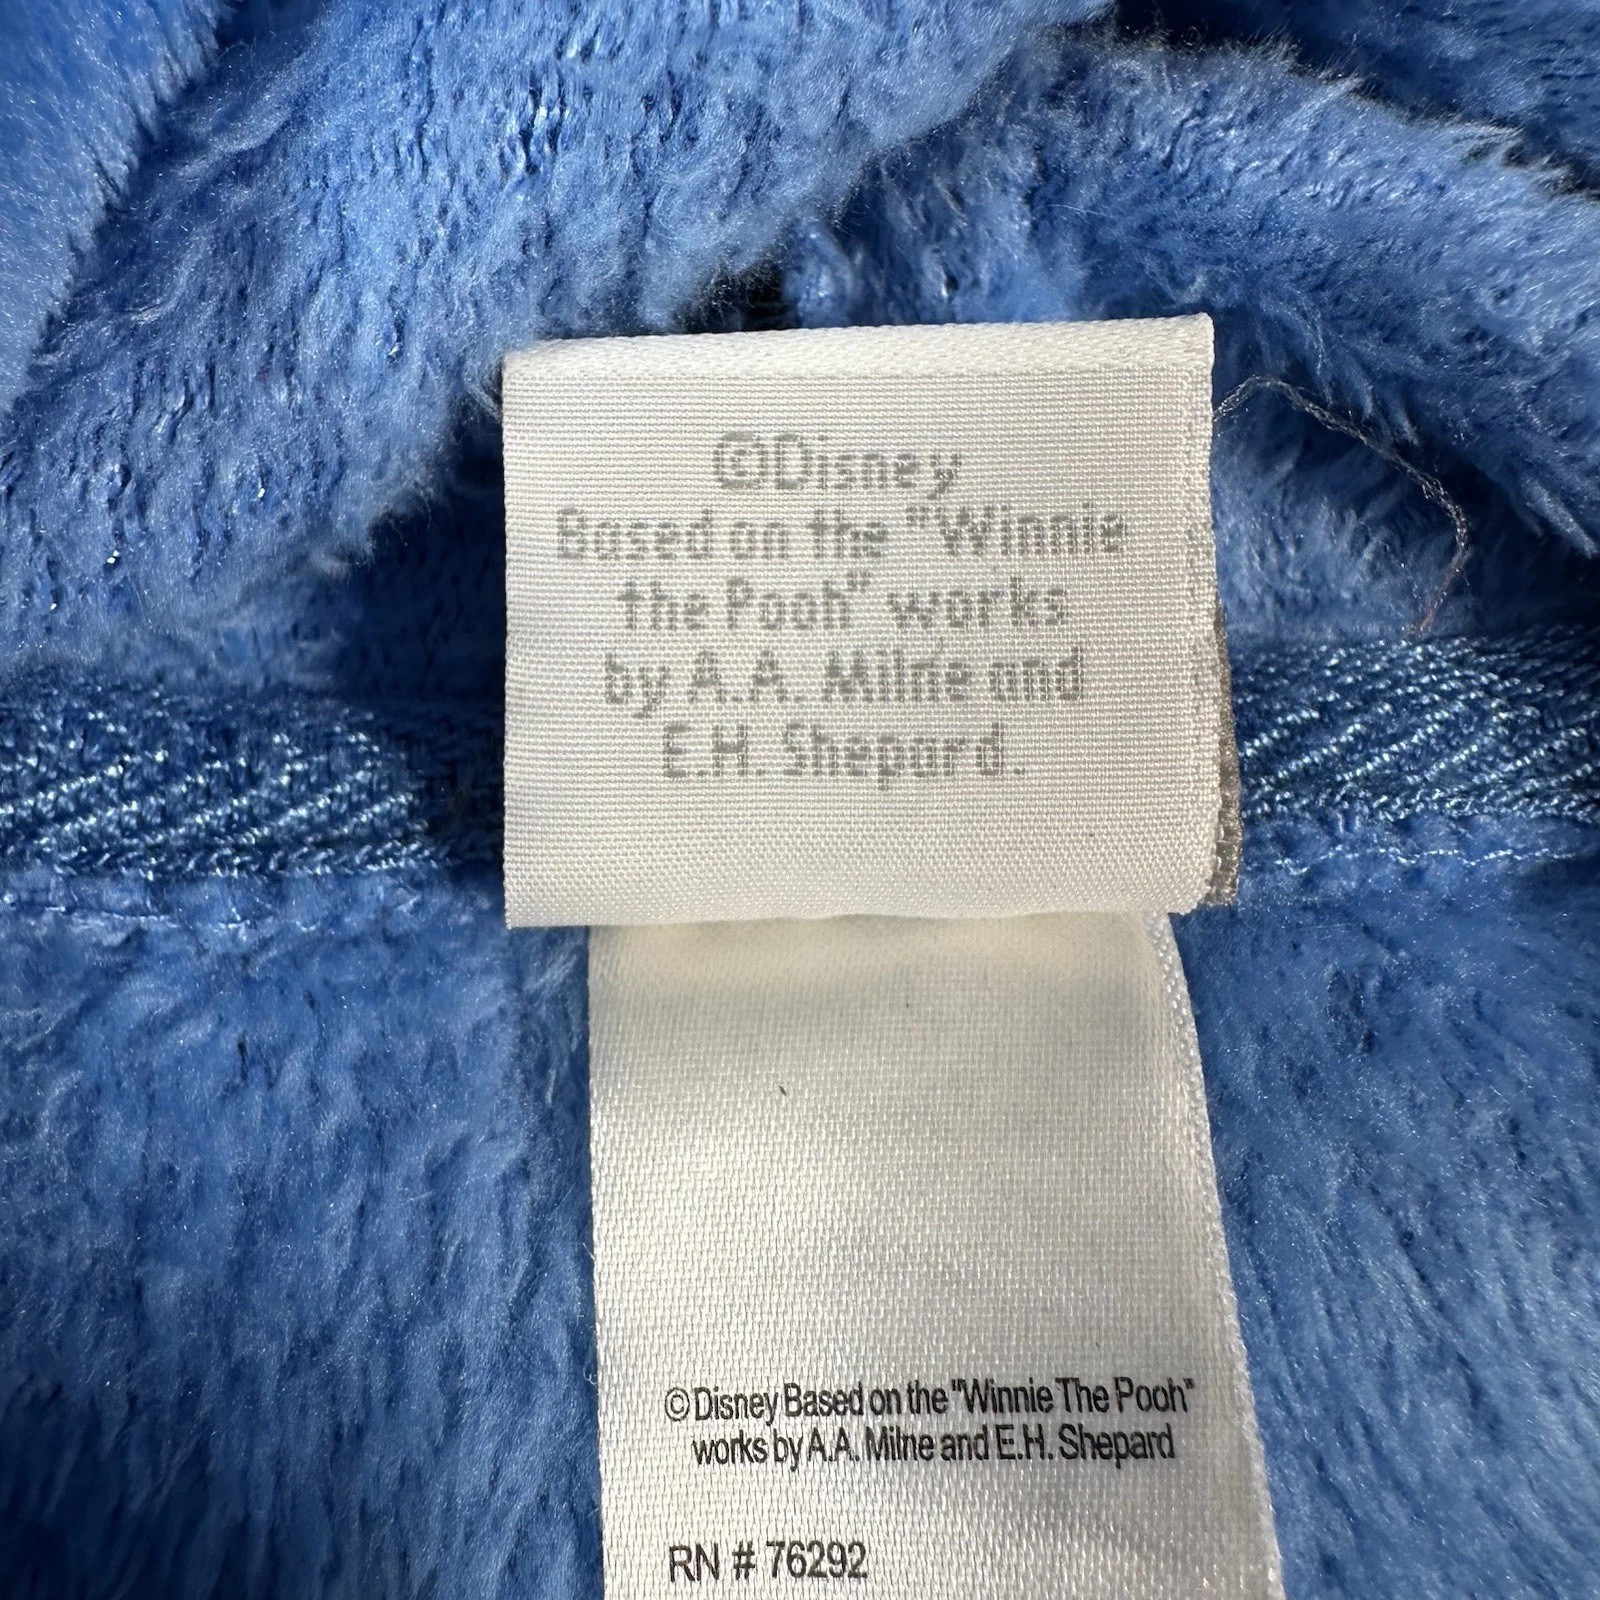 ©Disney
Based on the "Winnie
the Pooh" works
by A.A. Milne and
E.H. Shepard.
© Disney Based on the "Winnie The Pooh"
works by A.A. Milne and E.H. Shepard
RN # 76292